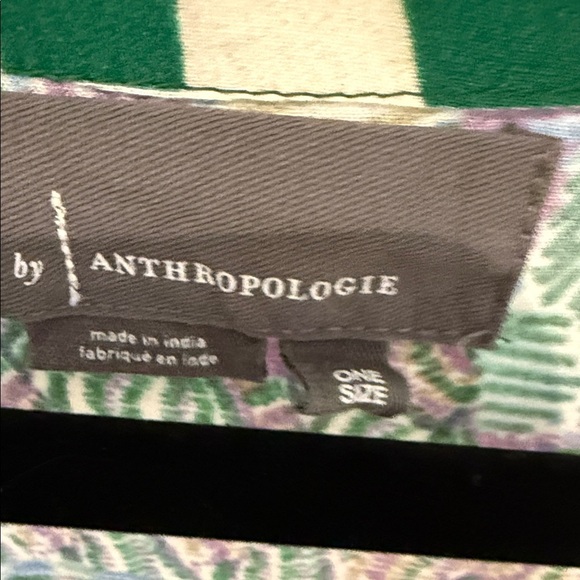 by ANTHROPOLOGIE
made in india
fabriqué en Inde
ONE
SIZE